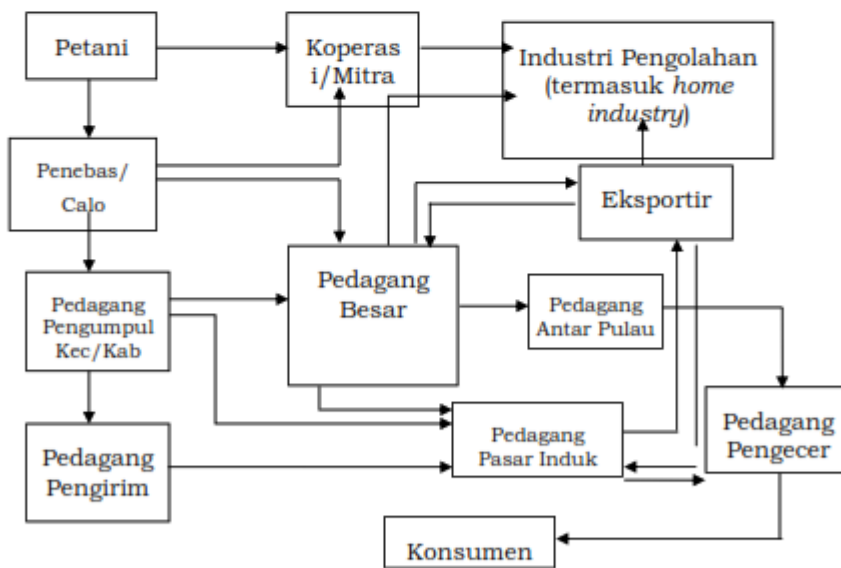 Petani
Koperas
i/Mitra
Industri Pengolahan
(termasuk home
industry)
Penebas/
Calo
Eksportir
Pedagang
Besar
Pedagang
Pengumpul
Kec/Kab
Pedagang
Antar Pulau
Pedagang
Pengecer
Pedagang
Pasar Induk
Pedagang
Pengirim
Konsumen